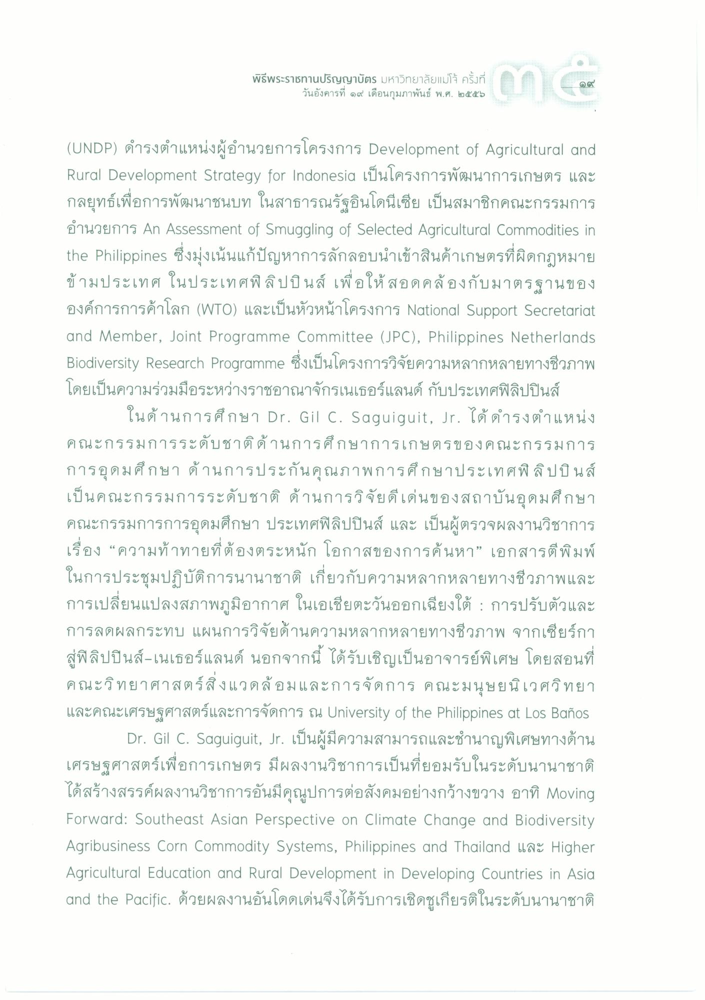 พิธีพระราชทานปริญญาบัตร มหาวิทยาลัยแม่โจ้ ครั้งที่ ๓๕
วันอังคารที่ ๑๙ เดือนกุมภาพันธ์ พ.ศ. ๒๕๕๖
๑๙
(UNDP) ดำรงตำแหน่งผู้อำนวยการโครงการ Development of Agricultural and
Rural Development Strategy for Indonesia เป็นโครงการพัฒนาการเกษตร และ
กลยุทธ์เพื่อการพัฒนาชนบท ในสาธารณรัฐอินโดนีเซีย เป็นสมาชิกคณะกรรมการ
อำนวยการ An Assessment of Smuggling of Selected Agricultural Commodities in
the Philippines ซึ่งมุ่งเน้นแก้ปัญหาการลักลอบนำเข้าสินค้าเกษตรที่ผิดกฎหมาย
ข้ามประเทศ ในประเทศฟิลิปปินส์ เพื่อให้สอดคล้องกับมาตรฐานของ
องค์การการค้าโลก (WTO) และเป็นหัวหน้าโครงการ National Support Secretariat
and Member, Joint Programme Committee (JPC), Philippines Netherlands
Biodiversity Research Programme ซึ่งเป็นโครงการวิจัยความหลากหลายทางชีวภาพ
โดยเป็นความร่วมมือระหว่างราชอาณาจักรเนเธอร์แลนด์ กับประเทศฟิลิปปินส์
ในด้านการศึกษา Dr. Gil C. Saguiguit, Jr. ได้ดำรงตำแหน่ง
คณะกรรมการระดับชาติด้านการศึกษาการเกษตรของคณะกรรมการ
การอุดมศึกษา ด้านการประกันคุณภาพการศึกษาประเทศฟิลิปปินส์
เป็นคณะกรรมการระดับชาติ ด้านการวิจัยดีเด่นของสถาบันอุดมศึกษา
คณะกรรมการการอุดมศึกษา ประเทศฟิลิปปินส์ และ เป็นผู้ตรวจผลงานวิชาการ
เรื่อง “ความท้าทายที่ต้องตระหนัก โอกาสของการค้นหา” เอกสารตีพิมพ์
ในการประชุมปฏิบัติการนานาชาติ เกี่ยวกับความหลากหลายทางชีวภาพและ
การเปลี่ยนแปลงสภาพภูมิอากาศ ในเอเชียตะวันออกเฉียงใต้ : การปรับตัวและ
การลดผลกระทบ แผนการวิจัยด้านความหลากหลายทางชีวภาพ จากเซียร์กา
สู่ฟิลิปปินส์-เนเธอร์แลนด์ นอกจากนี้ ได้รับเชิญเป็นอาจารย์พิเศษ โดยสอนที่
คณะวิทยาศาสตร์สิ่งแวดล้อมและการจัดการ คณะมนุษยนิเวศวิทยา
และคณะเศรษฐศาสตร์และการจัดการ ณ University of the Philippines at Los Baños
Dr. Gil C. Saguiguit, Jr. เป็นผู้มีความสามารถและชำนาญพิเศษทางด้าน
เศรษฐศาสตร์เพื่อการเกษตร มีผลงานวิชาการเป็นที่ยอมรับในระดับนานาชาติ
ได้สร้างสรรค์ผลงานวิชาการอันมีคุณูปการต่อสังคมอย่างกว้างขวาง อาทิ Moving
Forward: Southeast Asian Perspective on Climate Change and Biodiversity
Agribusiness Corn Commodity Systems, Philippines and Thailand และ Higher
Agricultural Education and Rural Development in Developing Countries in Asia
and the Pacific. ด้วยผลงานอันโดดเด่นจึงได้รับการเชิดชูเกียรติในระดับนานาชาติ